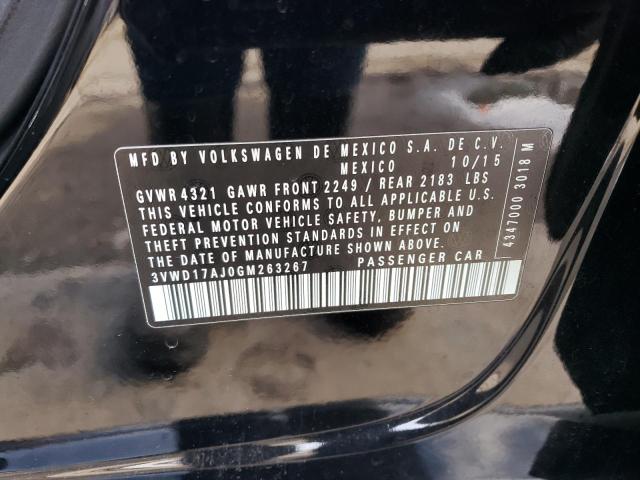 MFD BY VOLKSWAGEN DE MEXICO S.A. DE C.V.
MEXICO 10/15
GVWR 4321 GAWR FRONT 2249 / REAR 2183 LBS
THIS VEHICLE CONFORMS TO ALL APPLICABLE U.S.
FEDERAL MOTOR VEHICLE SAFETY, BUMPER AND
THEFT PREVENTION STANDARDS IN EFFECT ON
THE DATE OF MANUFACTURE SHOWN ABOVE.
3VWD17AJ0GM263267 PASSENGER CAR
4347000 3018 M